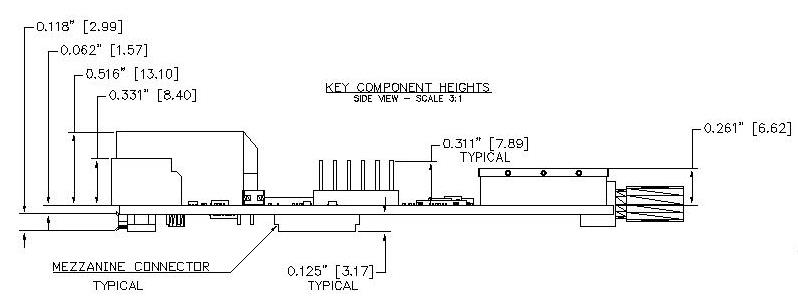 0.118" [2.99]
0.062" [1.57]
0.516" [13.10]
0.331" [8.40]
KEY COMPONENT HEIGHTS
SIDE VIEW - SCALE 3:1
0.311" [7.89]
TYPICAL
0.261" [6.62]
MEZZANINE CONNECTOR
TYPICAL
0.125" [3.17]
TYPICAL